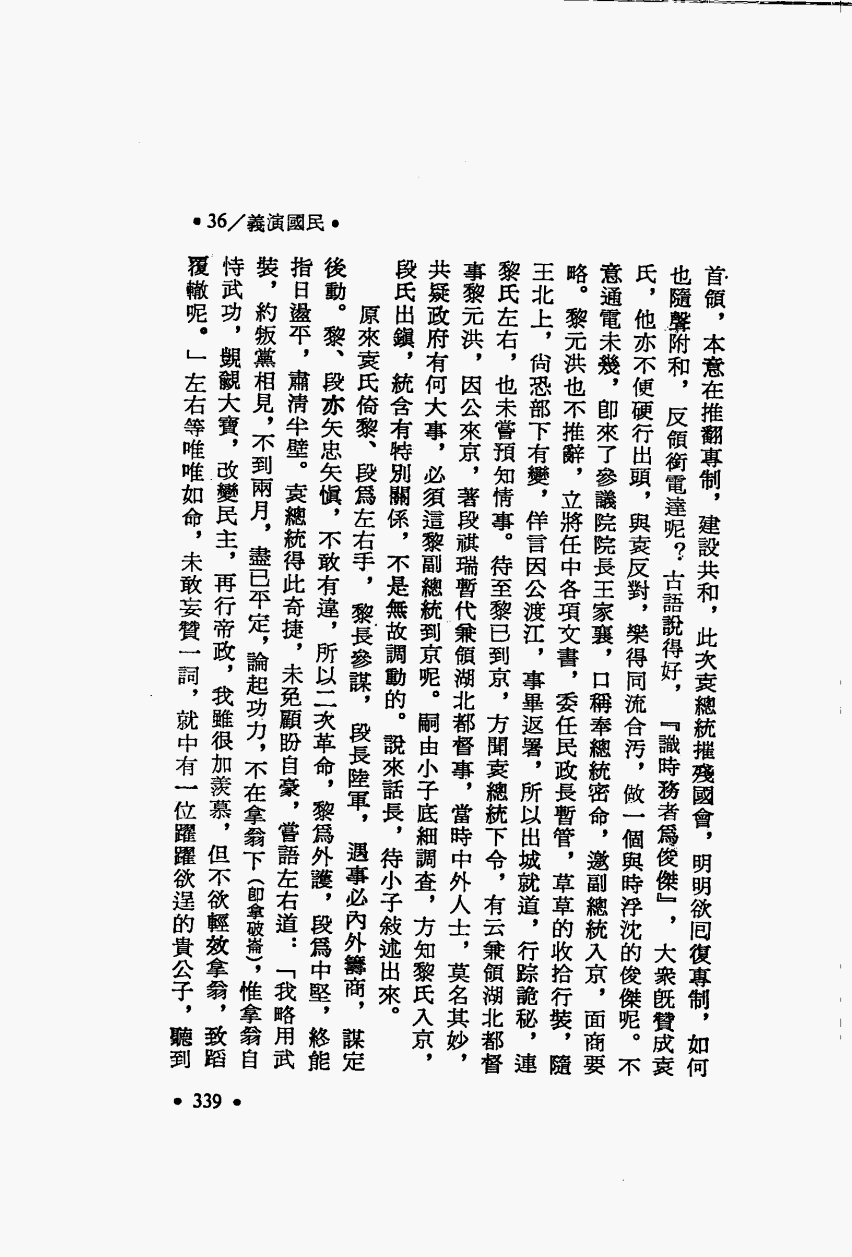 •36/義演國民•
首領，本意在推翻專制，建設共和，此次袁總統摧殘國會，明明欲囘復專制，如何
也隨聲附和，反領銜電達呢？古語說得好，『識時務者爲俊傑』，大衆旣贊成袁
氏，他亦不便硬行出頭，與袁反對，樂得同流合汚，做一個與時浮沈的俊傑呢。不
意通電未幾，卽來了參議院院長王家襄，口稱奉總統密命，邀副總統入京，面商要
略。黎元洪也不推辭，立將任中各項文書，委任民政長暫管，草草的收拾行裝，隨
王北上，尙恐部下有變，佯言因公渡江，事畢返署，所以出城就道，行踪詭秘，連
黎氏左右，也未嘗預知情事。待至黎已到京，方聞袁總統下令，有云兼領湖北都督
事黎元洪，因公來京，著段祺瑞暫代兼領湖北都督事，當時中外人士，莫名其妙，
共疑政府有何大事，必須這黎副總統到京呢。嗣由小子底細調査，方知黎氏入京，
段氏出鎭，統含有特別關係，不是無故調動的。說來話長，待小子敍述出來。
原來袁氏倚黎、段爲左右手，黎長參謀，段長陸軍，遇事必內外籌商，謀定
後動。黎、段亦矢忠矢愼，不敢有違，所以二次革命，黎爲外護，段爲中堅，終能
指日盪平，肅淸半壁。袁總統得此奇捷，未免顧盼自豪，嘗語左右道：「我略用武
裝，約叛黨相見，不到兩月，盡已平定，論起功力，不在拿翁下（卽拿破崙），惟拿翁自
恃武功，覬覦大寶，改變民主，再行帝政，我雖很加羨慕，但不欲輕效拿翁，致蹈
覆轍呢。」左右等唯唯如命，未敢妄贊一詞，就中有一位躍躍欲逞的貴公子，聽到
•339•